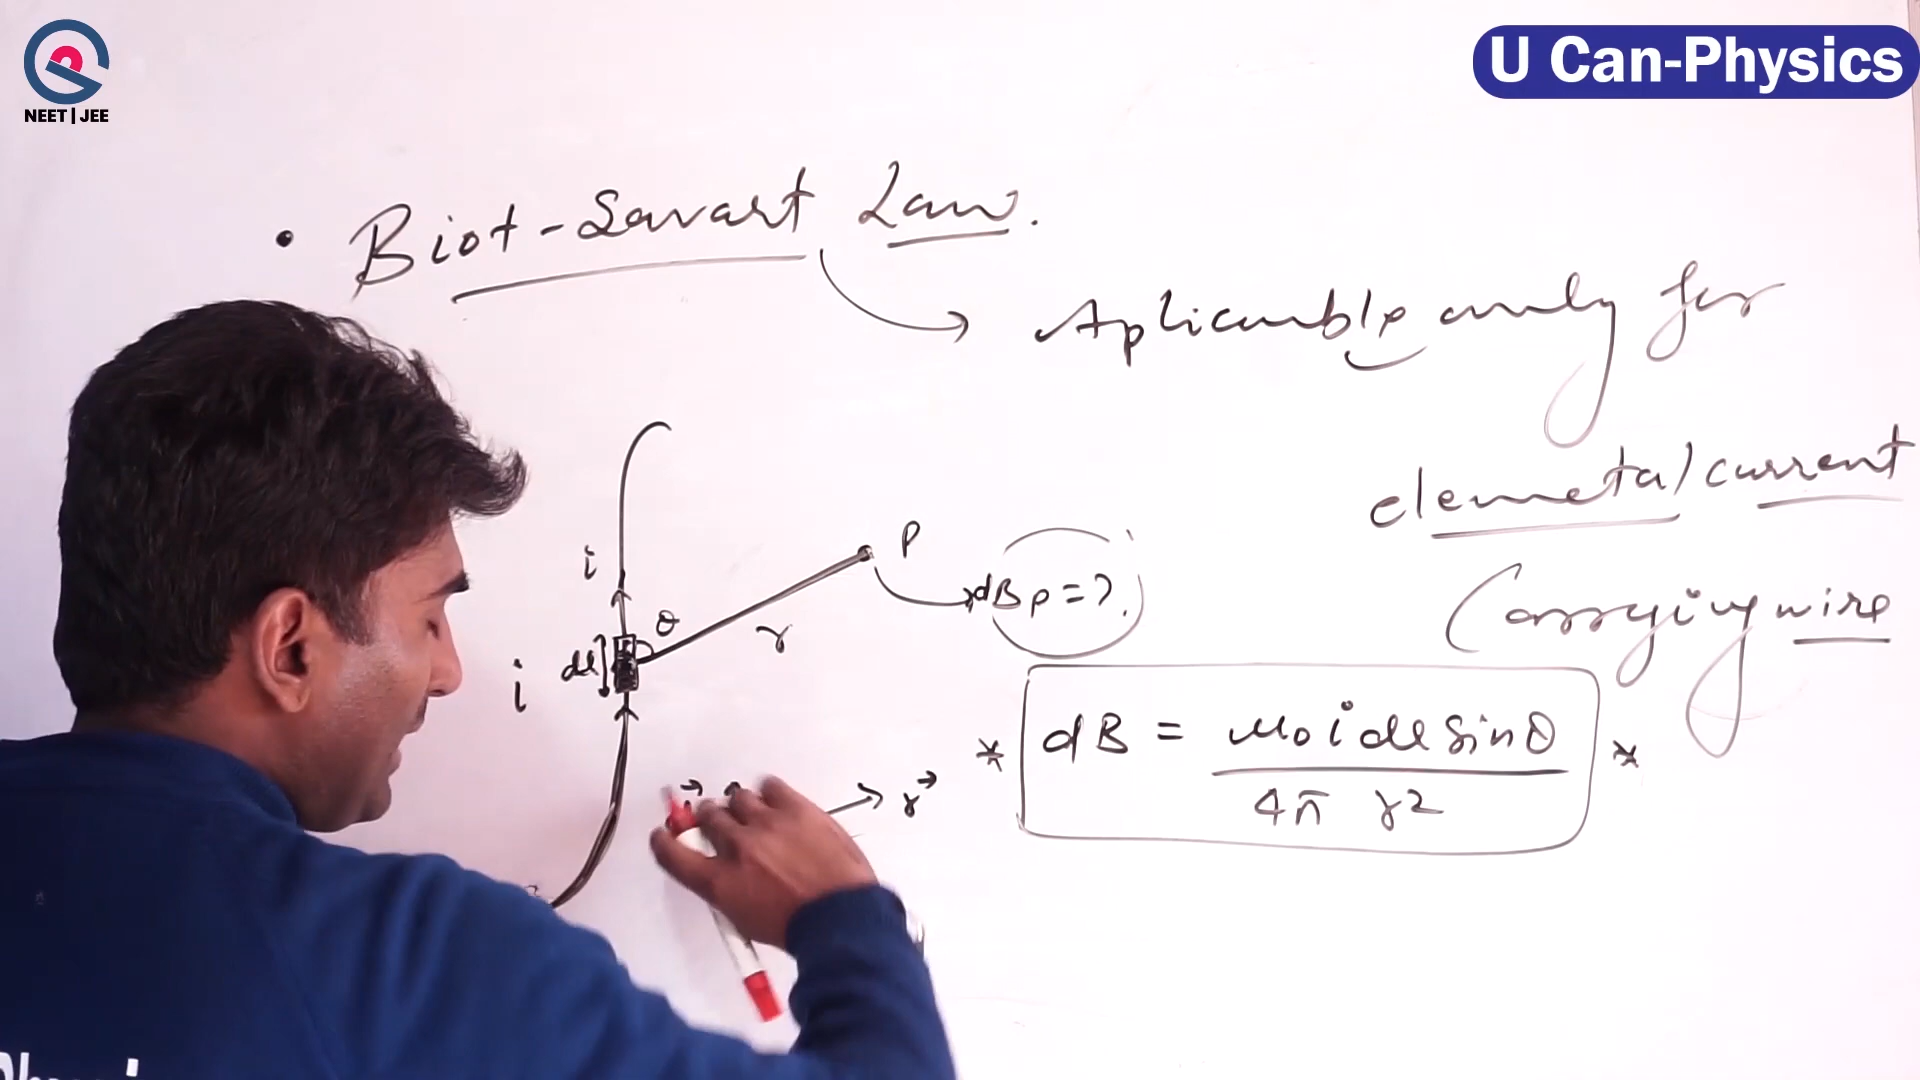 NEET | JEE
U Can-Physics
• Biot-Savart Law.
Aplicable only for
elemetal current
Carrying wire
i
P
dBp = ?
θ
r
dl
i
r⃗
* dB = μ₀ i dl Sinθ / 4π r² *